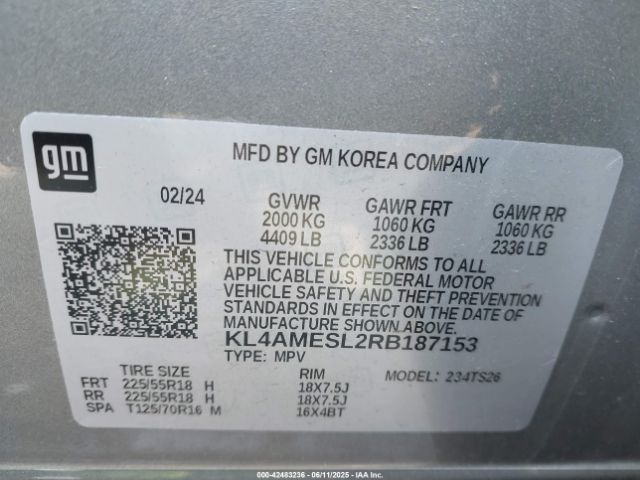 gm
MFD BY GM KOREA COMPANY
02/24
GVWR GAWR FRT GAWR RR
2000 KG 1060 KG 1060 KG
4409 LB 2336 LB 2336 LB
THIS VEHICLE CONFORMS TO ALL
APPLICABLE U.S. FEDERAL MOTOR
VEHICLE SAFETY AND THEFT PREVENTION
STANDARDS IN EFFECT ON THE DATE OF
MANUFACTURE SHOWN ABOVE.
KL4AMESL2RB187153
TYPE: MPV
TIRE SIZE RIM MODEL: 234TS26
FRT 225/55R18 H 18X7.5J
RR 225/55R18 H 18X7.5J
SPA T125/70R16 M 16X4BT
000-42483236 - 06/11/2025 - IAAI, Inc.